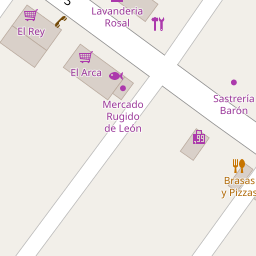 Lavandería
Rosal
El Rey
El Arca
Mercado
Rugido
de León
Sastrería
Barón
Brasas
y Pizzas